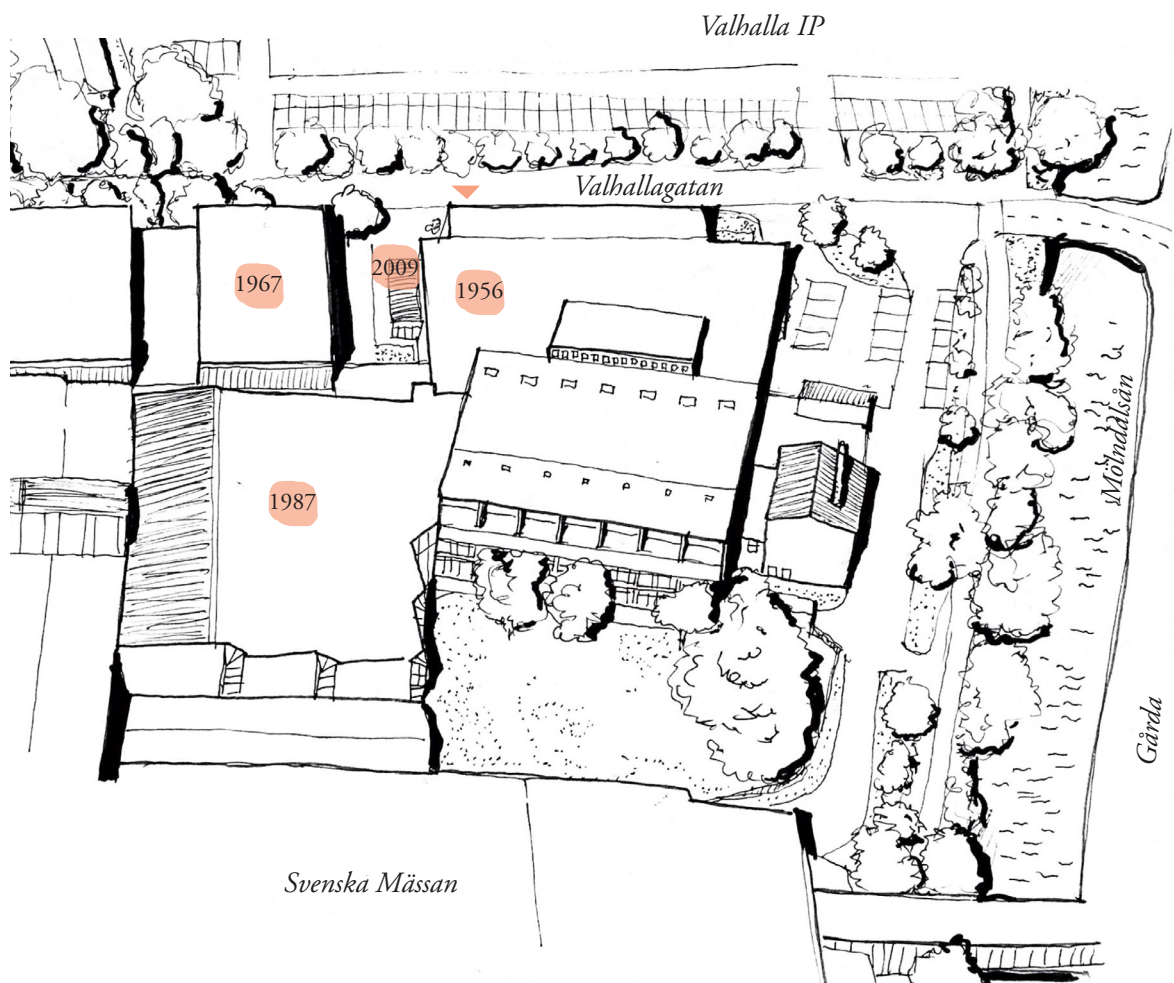 Valhalla IP
Valhallagatan
2009
1967
1956
Mölndalsån
1987
Gårda
Svenska Mässan